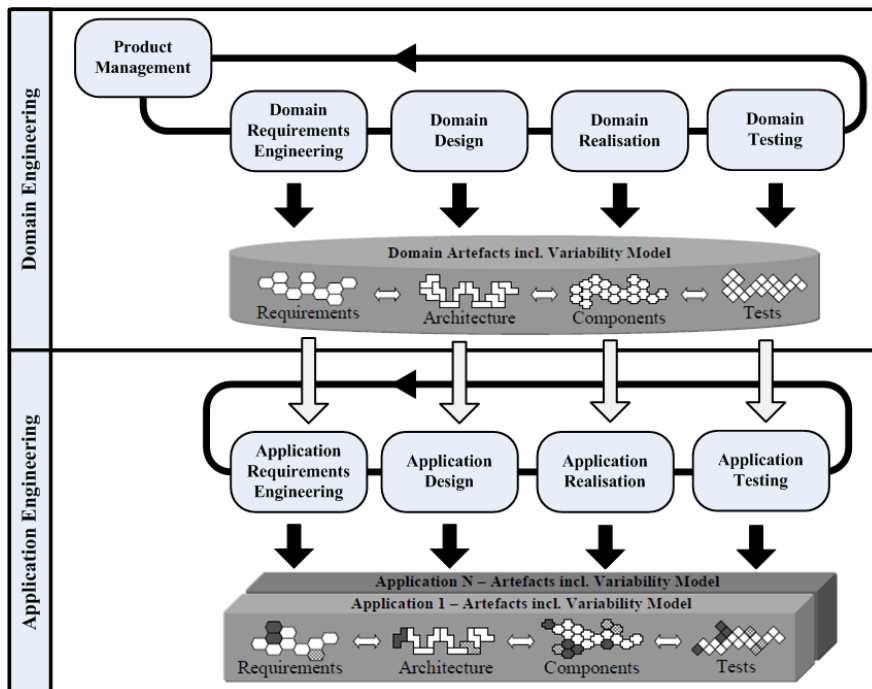 Domain Engineering
Product
Management
Domain
Requirements
Engineering
Domain
Design
Domain
Realisation
Domain
Testing
Domain Artefacts incl. Variability Model
Requirements
Architecture
Components
Tests
Application Engineering
Application
Requirements
Engineering
Application
Design
Application
Realisation
Application
Testing
Application N – Artefacts incl. Variability Model
Application 1 – Artefacts incl. Variability Model
Requirements
Architecture
Components
Tests